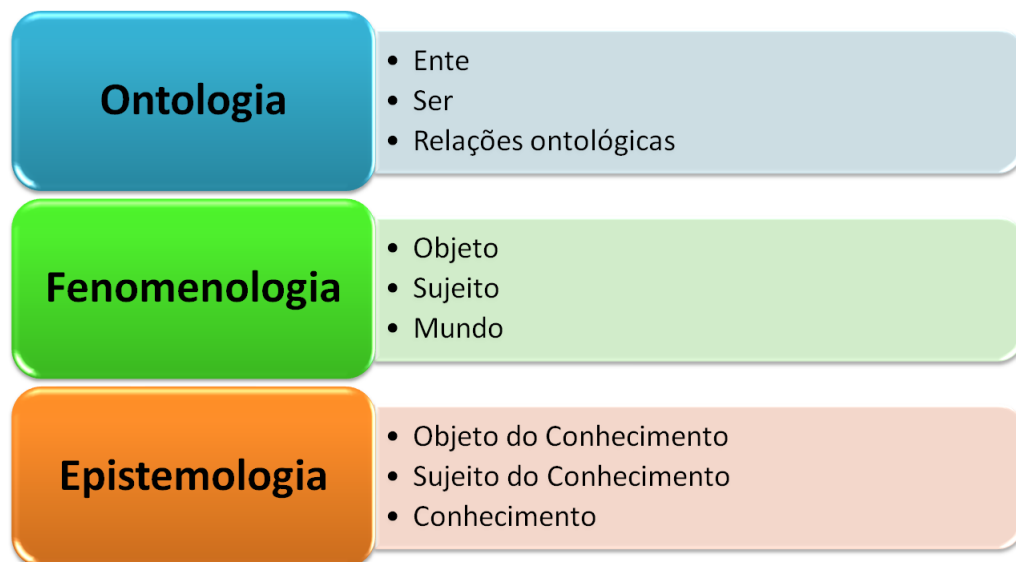 Ontologia
• Ente
• Ser
• Relações ontológicas
Fenomenologia
• Objeto
• Sujeito
• Mundo
Epistemologia
• Objeto do Conhecimento
• Sujeito do Conhecimento
• Conhecimento